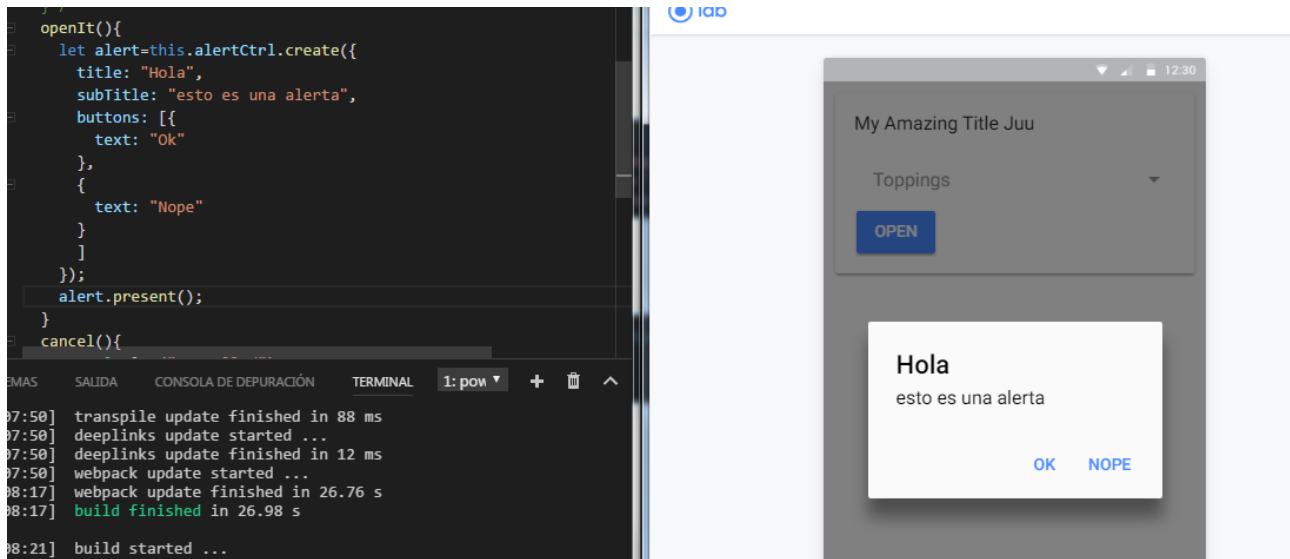 openIt(){
let alert=this.alertCtrl.create({
title: "Hola",
subTitle: "esto es una alerta",
buttons: [{
text: "Ok"
},
{
text: "Nope"
}
]
});
alert.present();
}
cancel(){
EMAS SALIDA CONSOLA DE DEPURACIÓN TERMINAL 1: pow
07:50] transpile update finished in 88 ms
07:50] deeplinks update started ...
07:50] deeplinks update finished in 12 ms
07:50] webpack update started ...
08:17] webpack update finished in 26.76 s
08:17] build finished in 26.98 s
08:21] build started ...
lab
12:30
My Amazing Title Juu
Toppings
OPEN
Hola
esto es una alerta
OK NOPE